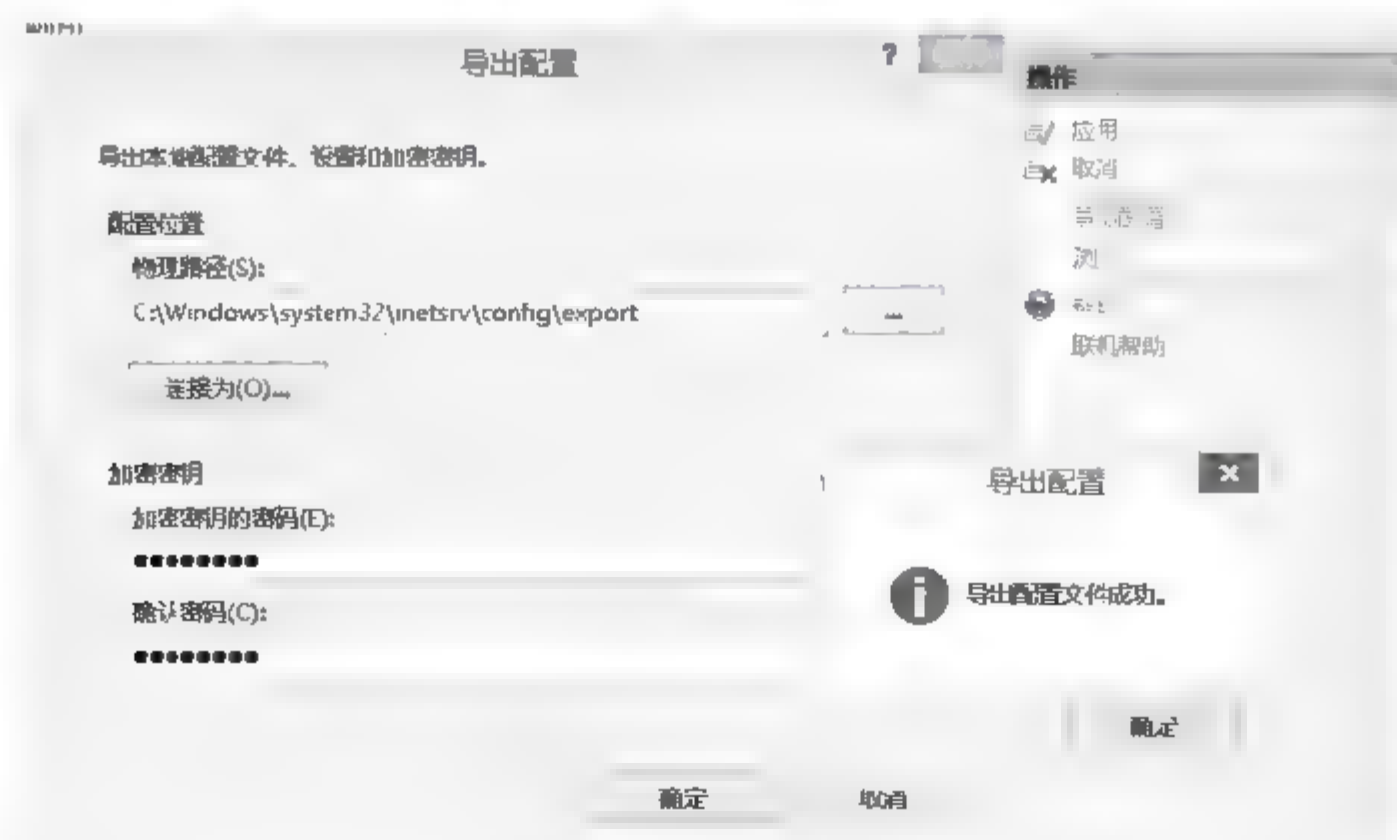 导出配置
?
导出本地配置文件、设置和加密密钥。
配置位置
物理路径(S):
C:\Windows\system32\inetsrv\config\export
...
连接为(O)...
加密密钥
加密密钥的密码(E):
●●●●●●●●
确认密码(C):
●●●●●●●●
确定
取消
操作
应用
取消
联机帮助
导出配置
导出配置文件成功。
确定